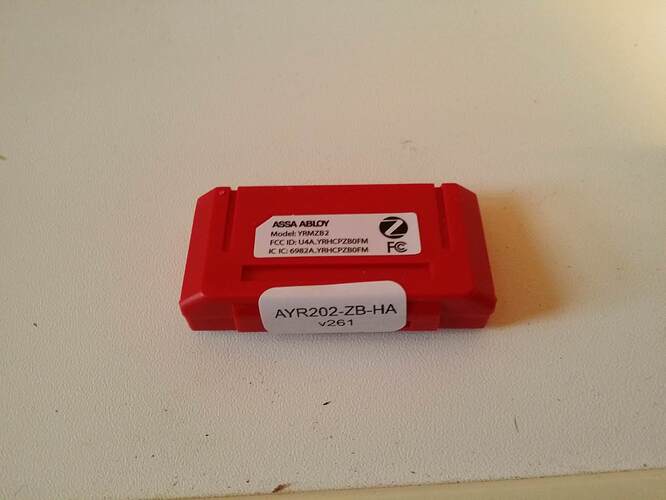 ASSA ABLOY
Model: YRMZB2
FCC ID: U4A.YRHCPZB0FM
IC IC: 6982A.YRHCPZB0FM
FC
AYR202-ZB-HA
v261